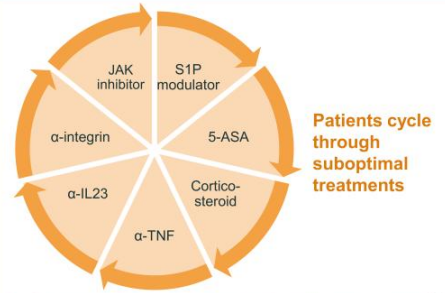 JAK
inhibitor
S1P
modulator
5-ASA
Cortico-
steroid
α-TNF
α-IL23
α-integrin
Patients cycle
through
suboptimal
treatments